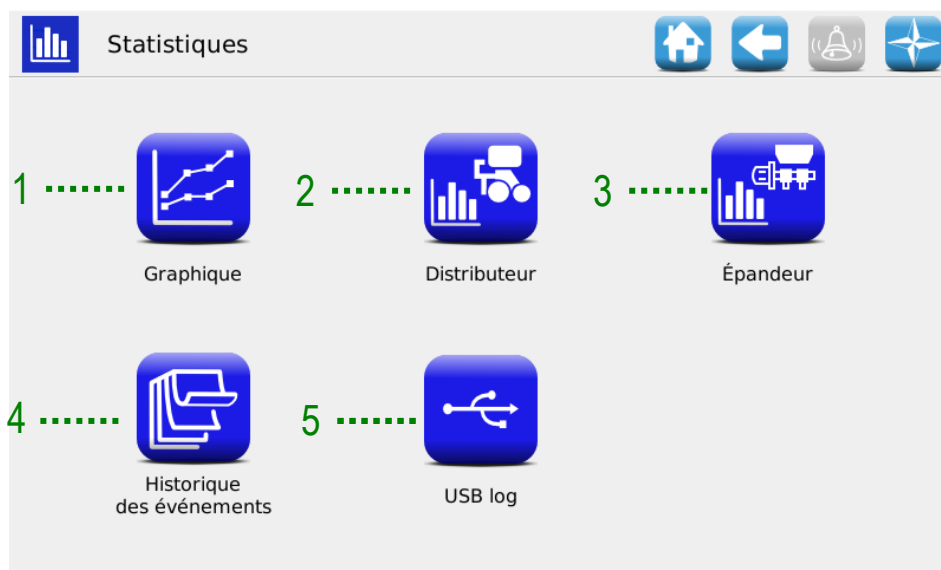 Statistiques
1
2
3
Graphique
Distributeur
Épandeur
4
5
Historique
des événements
USB log